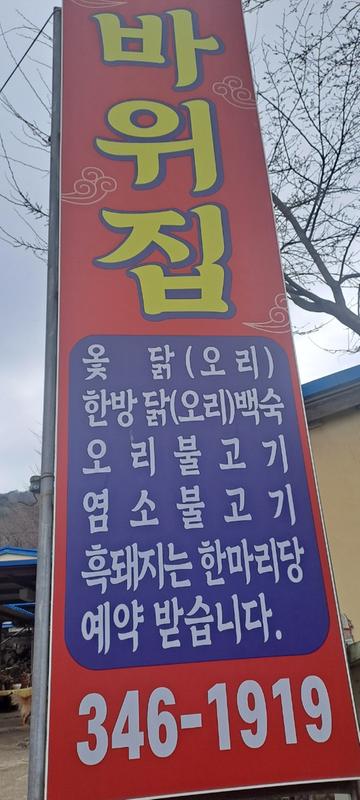 바위집
옻 닭(오리)
한방닭(오리)백숙
오리불고기
염소불고기
흑돼지는 한마리당
예약 받습니다.
346-1919